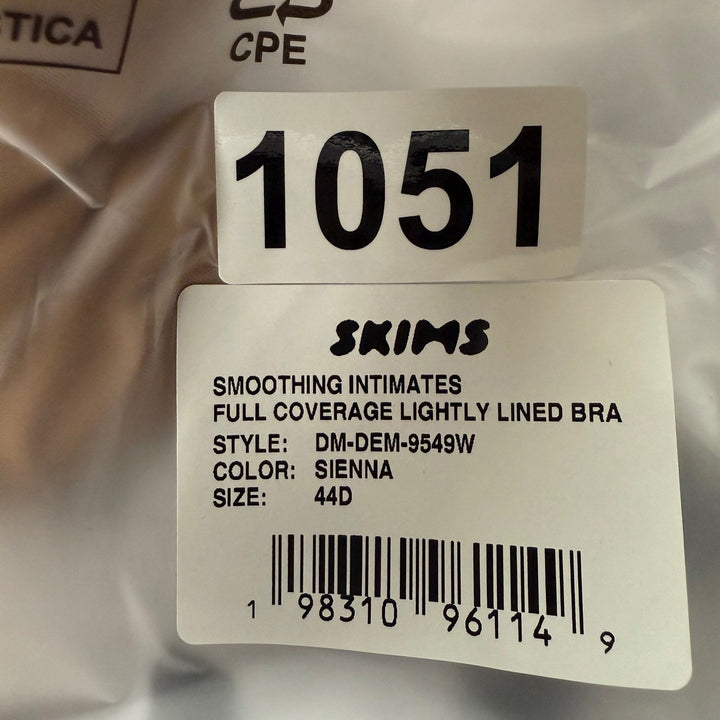 CPE
1051
SKIMS
SMOOTHING INTIMATES
FULL COVERAGE LIGHTLY LINED BRA
STYLE: DM-DEM-9549W
COLOR: SIENNA
SIZE: 44D
1 98310 96114 9